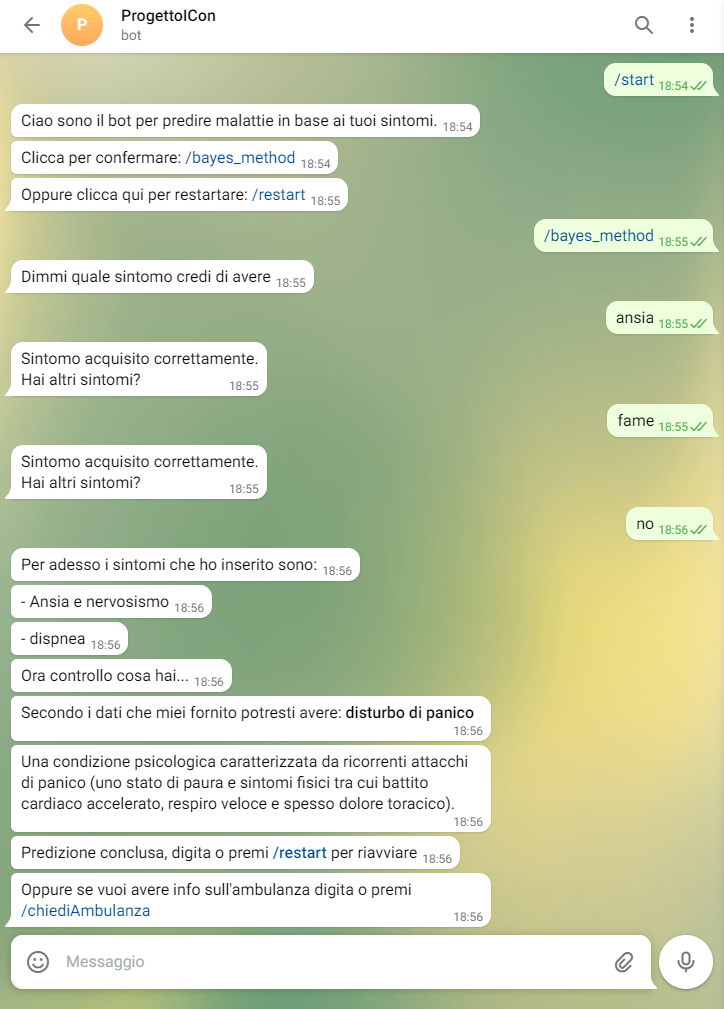 ProgettoICon
P
bot
/start 18:54
Ciao sono il bot per predire malattie in base ai tuoi sintomi. 18:54
Clicca per confermare: /bayes_method 18:54
Oppure clicca qui per restartare: /restart 18:55
/bayes_method 18:55
Dimmi quale sintomo credi di avere 18:55
ansia 18:55
Sintomo acquisito correttamente.
Hai altri sintomi? 18:55
fame 18:55
Sintomo acquisito correttamente.
Hai altri sintomi? 18:55
no 18:56
Per adesso i sintomi che ho inserito sono: 18:56
- Ansia e nervosismo 18:56
- dispnea 18:56
Ora controllo cosa hai... 18:56
Secondo i dati che miei fornito potresti avere: disturbo di panico
18:56
Una condizione psicologica caratterizzata da ricorrenti attacchi
di panico (uno stato di paura e sintomi fisici tra cui battito
cardiaco accelerato, respiro veloce e spesso dolore toracico).
18:56
Predizione conclusa, digita o premi /restart per riavviare 18:56
Oppure se vuoi avere info sull'ambulanza digita o premi
/chiediAmbulanza 18:56
Messaggio